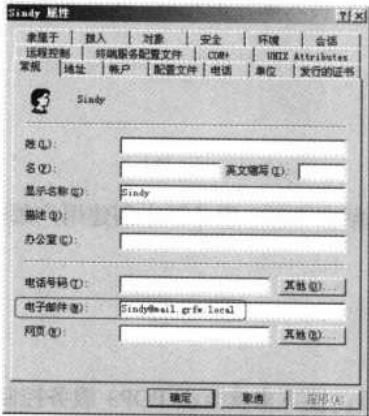 Sindy 属性
隶属于 拨入 对象 安全 环境 会话
远程控制 终端服务配置文件 COM+ UNIX Attributes
常规 地址 帐户 配置文件 电话 单位 发行的证书
Sindy
姓(L):
名(F): 英文缩写(I):
显示名称(S): Sindy
描述(D):
办公室(C):
电话号码(T): 其他(O)...
电子邮件(M): Sindy@mail.grfw.local
网页(W): 其他(R)...
确定 取消 应用(A)